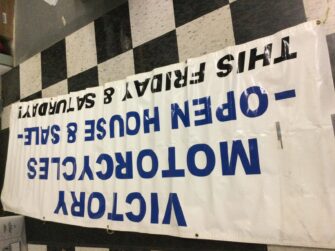 VICTORY
MOTORCYCLES
-OPEN HOUSE & SALE-
THIS FRIDAY & SATURDAY!